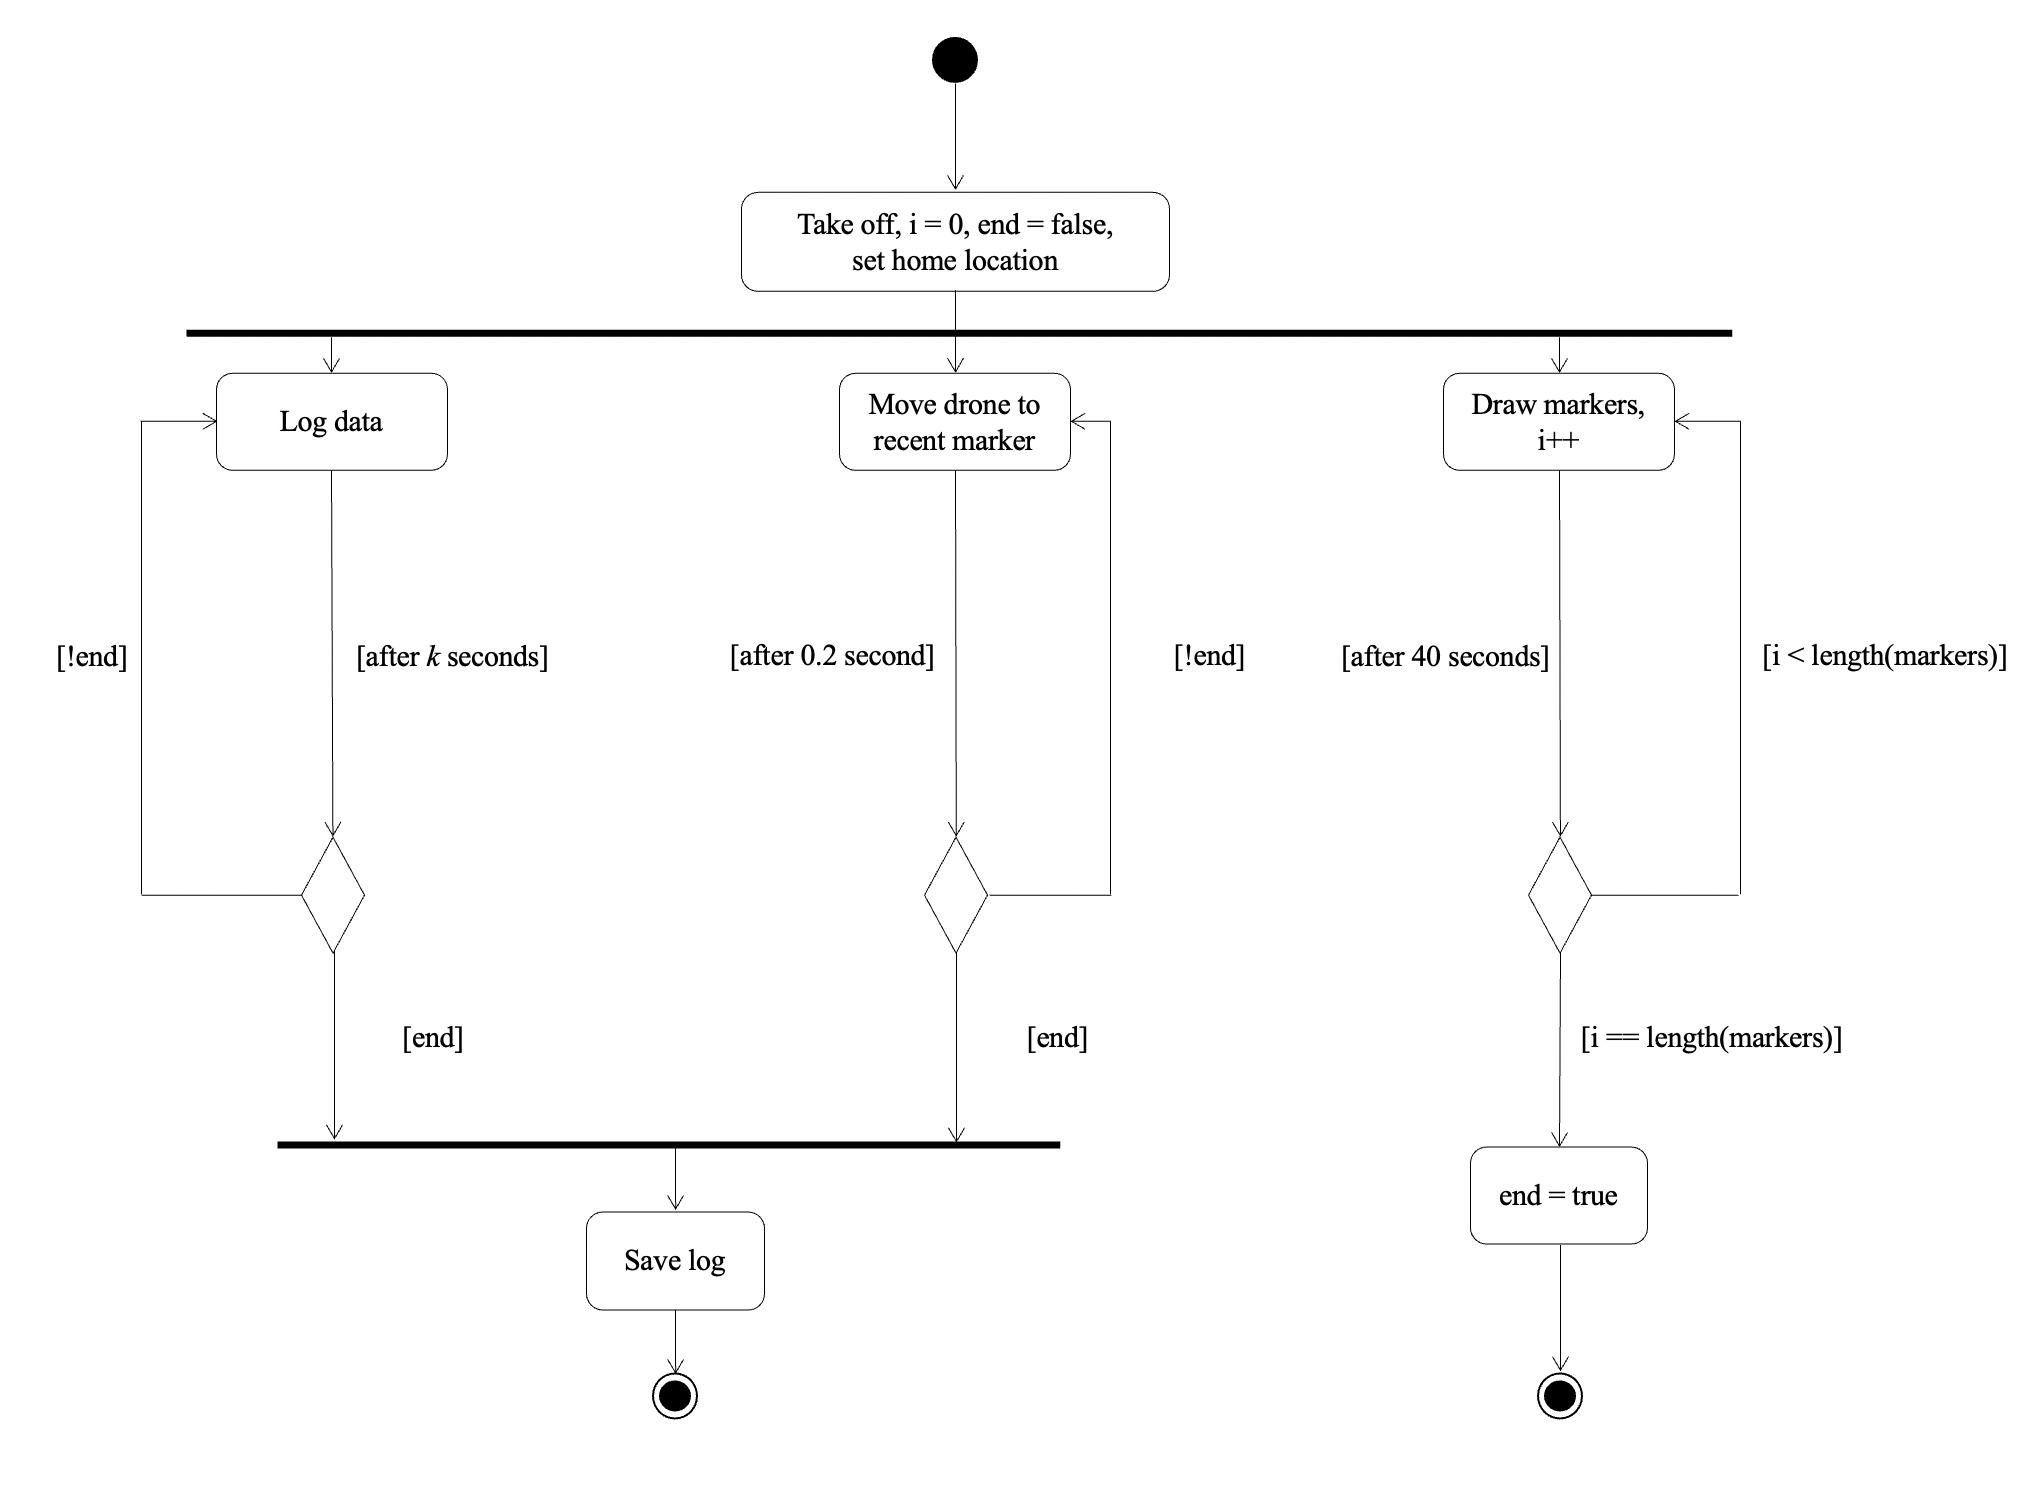 Take off, i = 0, end = false,
set home location
Log data
Move drone to
recent marker
Draw markers,
i++
[!end]
[after k seconds]
[after 0.2 second]
[!end]
[after 40 seconds]
[i < length(markers)]
[end]
[end]
[i == length(markers)]
end = true
Save log